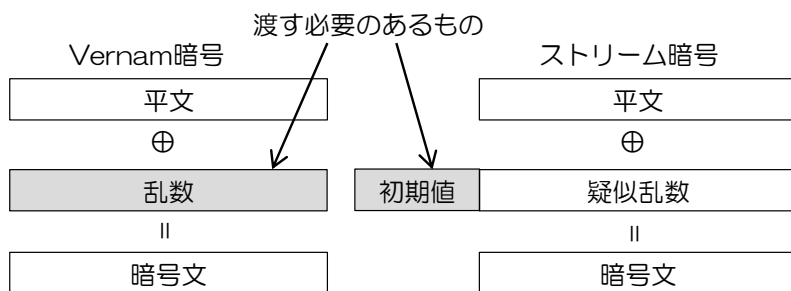 渡す必要のあるもの
Vernam暗号
平文
⊕
乱数
=
暗号文
ストリーム暗号
平文
⊕
初期値
疑似乱数
=
暗号文